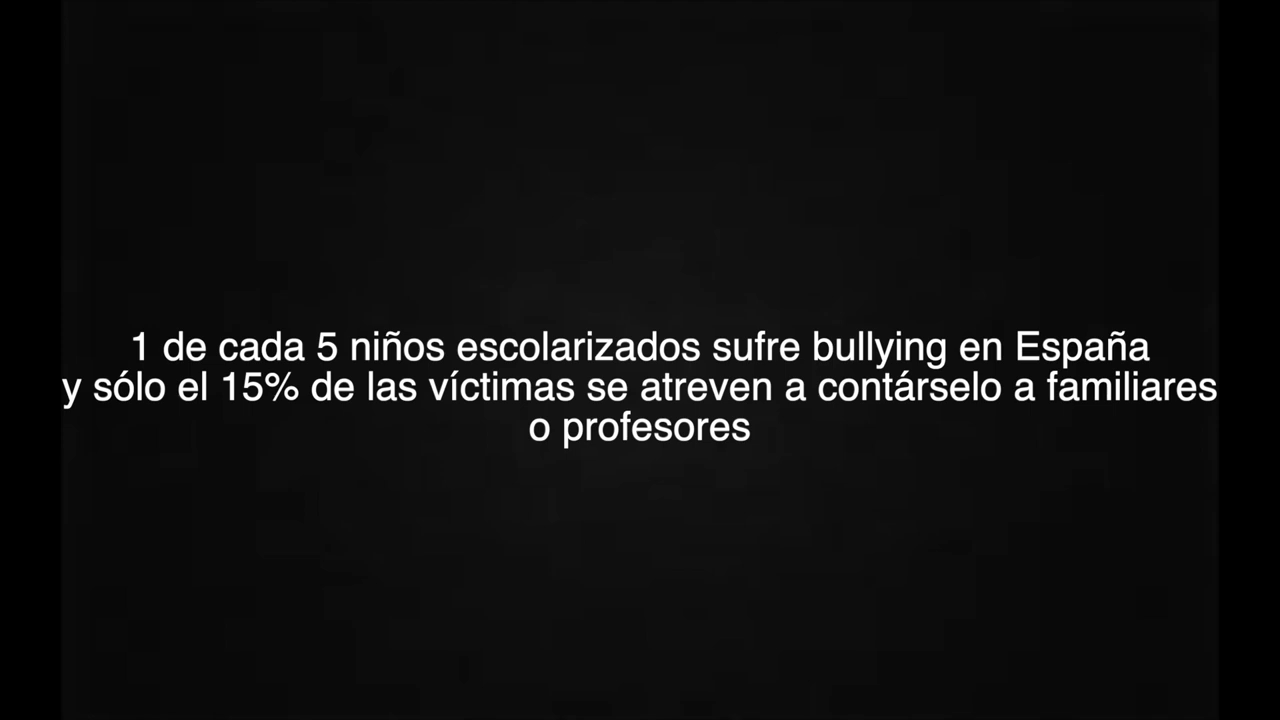 1 de cada 5 niños escolarizados sufre bullying en España
y sólo el 15% de las víctimas se atreven a contárselo a familiares
o profesores